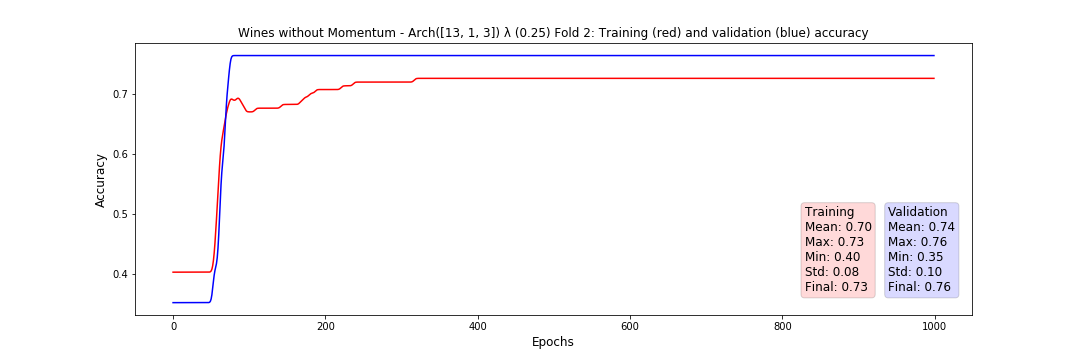 Wines without Momentum - Arch([13, 1, 3]) λ (0.25) Fold 2: Training (red) and validation (blue) accuracy
Accuracy
0.7
0.6
0.5
0.4
Training
Mean: 0.70
Max: 0.73
Min: 0.40
Std: 0.08
Final: 0.73
Validation
Mean: 0.74
Max: 0.76
Min: 0.35
Std: 0.10
Final: 0.76
0
200
400
600
800
1000
Epochs